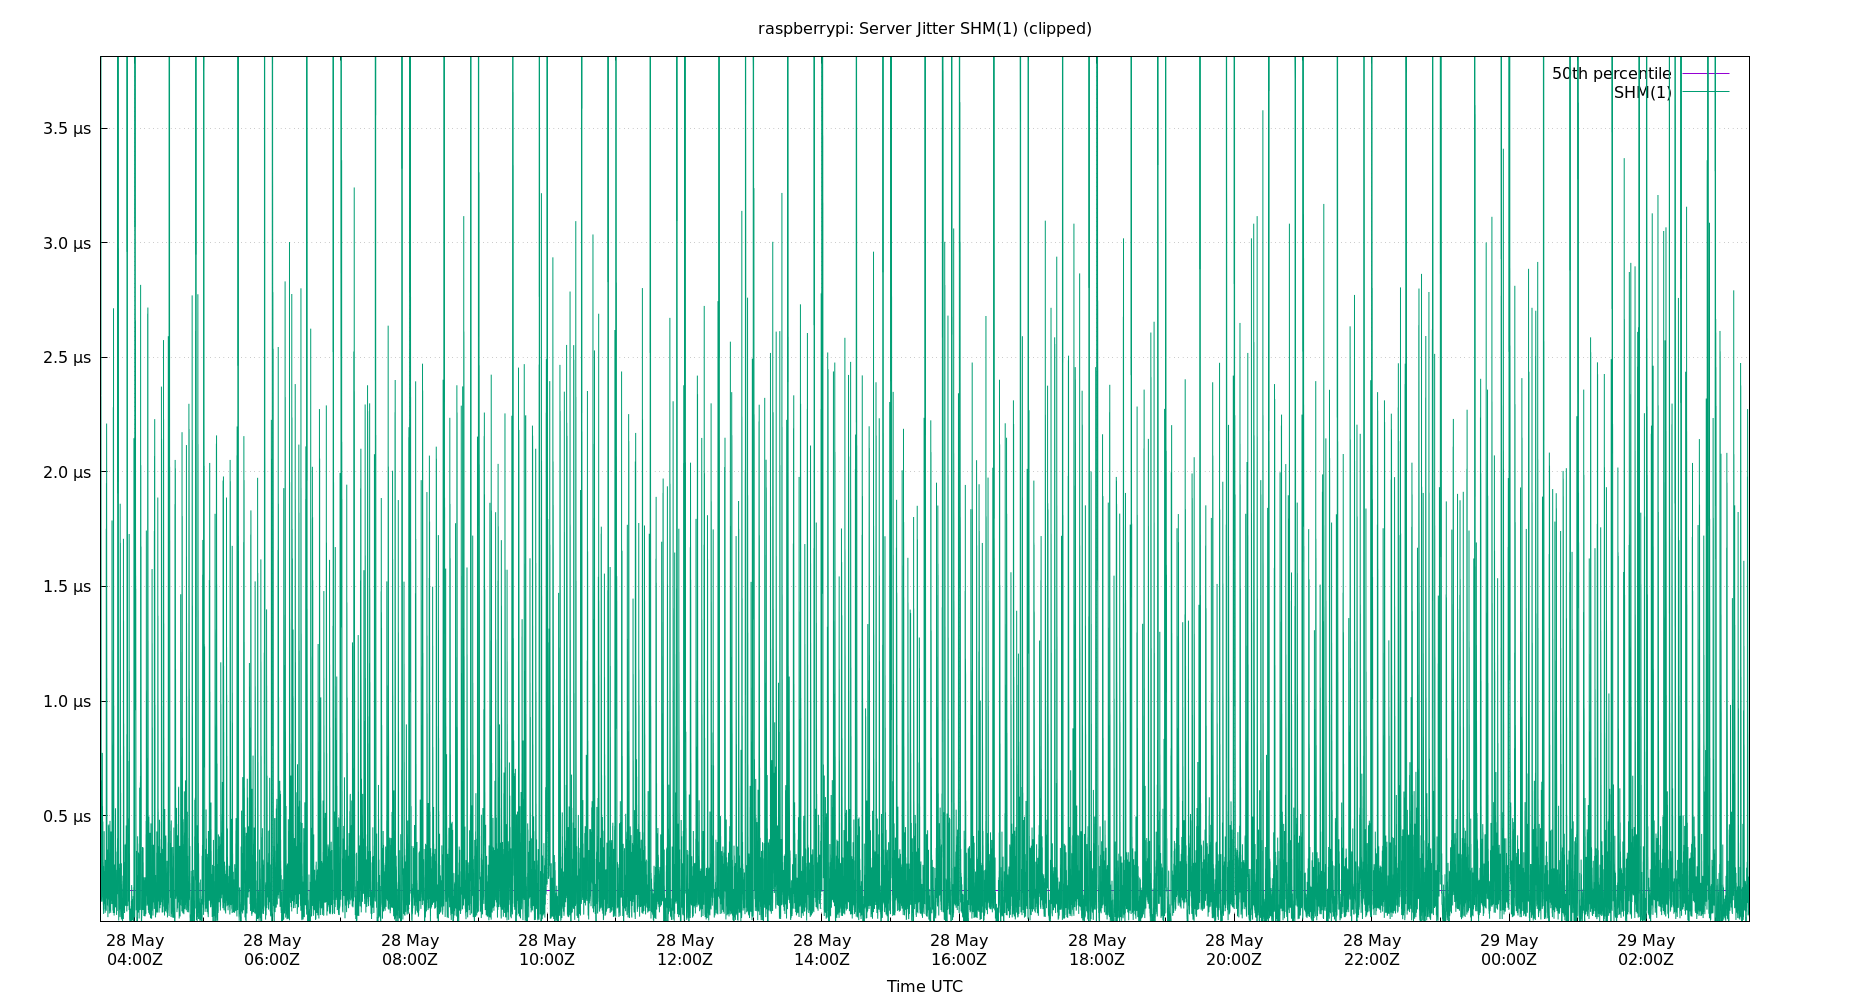 raspberrypi: Server Jitter SHM(1) (clipped)
50th percentile
SHM(1)
3.5 µs
3.0 µs
2.5 µs
2.0 µs
1.5 µs
1.0 µs
0.5 µs
28 May 28 May 28 May 28 May 28 May 28 May 28 May 28 May 28 May 28 May 29 May 29 May
04:00Z 06:00Z 08:00Z 10:00Z 12:00Z 14:00Z 16:00Z 18:00Z 20:00Z 22:00Z 00:00Z 02:00Z
Time UTC